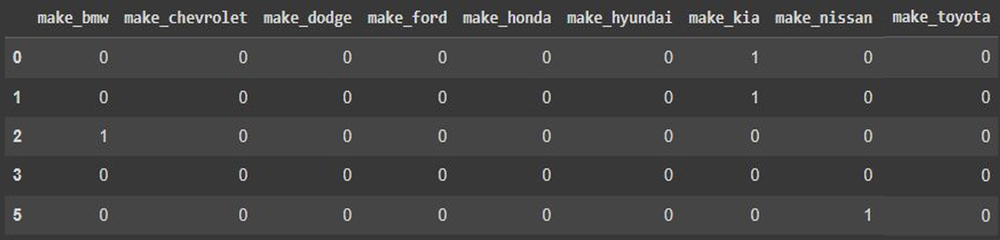 make_bmw make_chevrolet make_dodge make_ford make_honda make_hyundai make_kia make_nissan make_toyota
0 0 0 0 0 0 0 1 0 0
1 0 0 0 0 0 0 1 0 0
2 1 0 0 0 0 0 0 0 0
3 0 0 0 0 0 0 0 0 0
5 0 0 0 0 0 0 0 1 0